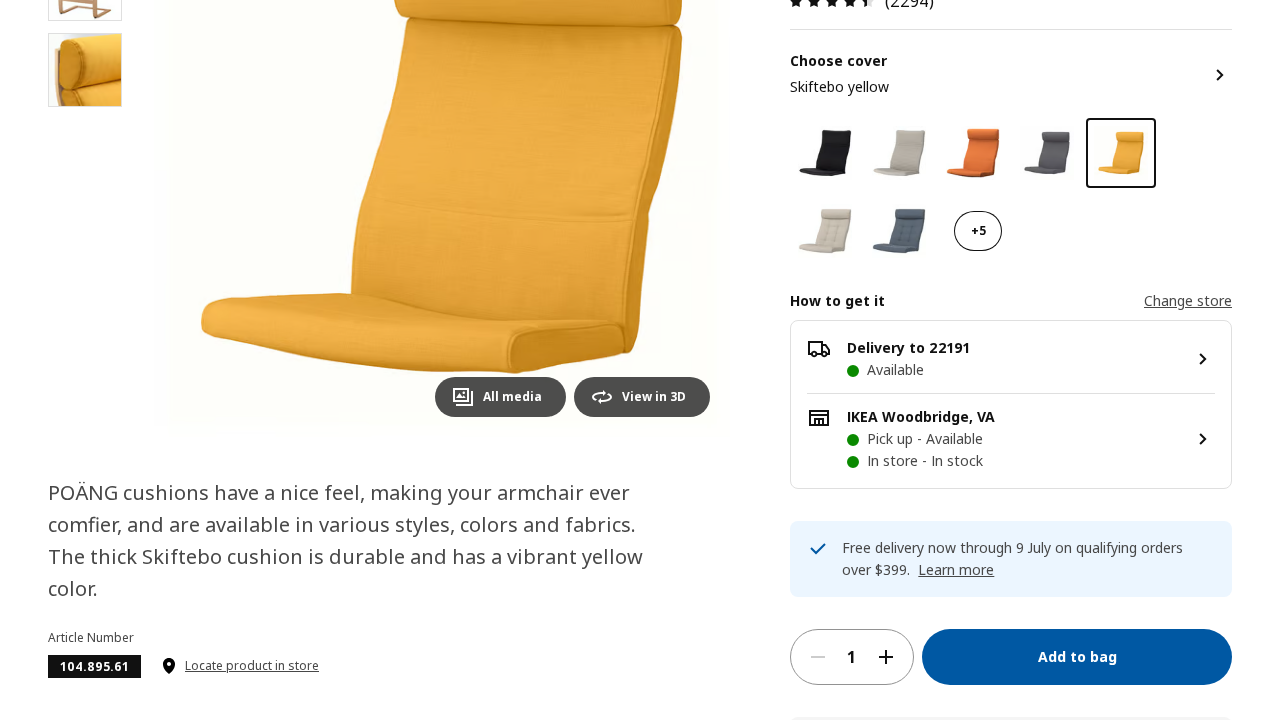 (2294)
Choose cover
Skiftebo yellow
+5
How to get it
Change store
Delivery to 22191
Available
IKEA Woodbridge, VA
Pick up - Available
In store - In stock
All media
View in 3D
POÄNG cushions have a nice feel, making your armchair ever
comfier, and are available in various styles, colors and fabrics.
The thick Skiftebo cushion is durable and has a vibrant yellow
color.
Article Number
104.895.61
Locate product in store
Free delivery now through 9 July on qualifying orders
over $399. Learn more
1
Add to bag